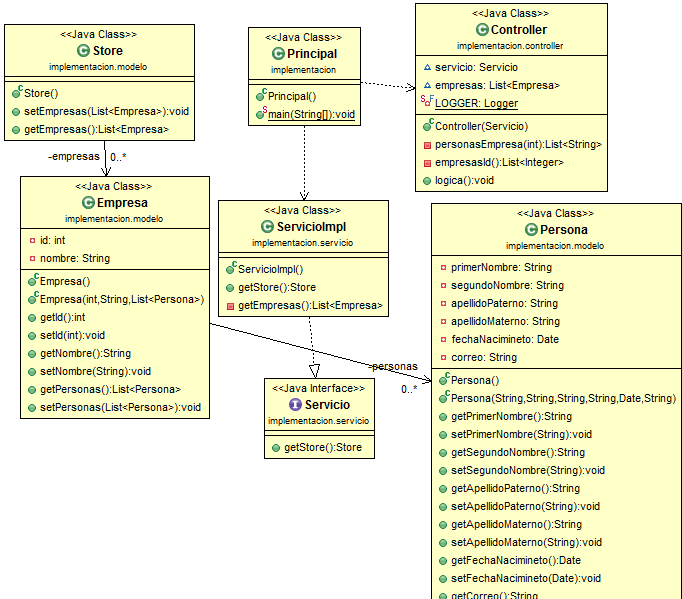 <<Java Class>>
Store
implementacion.modelo
Store()
setEmpresas(List<Empresa>):void
getEmpresas():List<Empresa>
<<Java Class>>
Principal
implementacion
Principal()
main(String[]):void
<<Java Class>>
Controller
implementacion.controller
servicio: Servicio
empresas: List<Empresa>
LOGGER: Logger
Controller(Servicio)
personasEmpresa(int):List<String>
empresasId():List<Integer>
logica():void
-empresas 0..*
<<Java Class>>
Empresa
implementacion.modelo
id: int
nombre: String
Empresa()
Empresa(int,String,List<Persona>)
getId():int
setId(int):void
getNombre():String
setNombre(String):void
getPersonas():List<Persona>
setPersonas(List<Persona>):void
<<Java Class>>
ServicioImpl
implementacion.servicio
ServicioImpl()
getStore():Store
getEmpresas():List<Empresa>
-personas
0..*
<<Java Interface>>
Servicio
implementacion.servicio
getStore():Store
<<Java Class>>
Persona
implementacion.modelo
primerNombre: String
segundoNombre: String
apellidoPaterno: String
apellidoMaterno: String
fechaNacimineto: Date
correo: String
Persona()
Persona(String,String,String,String,Date,String)
getPrimerNombre():String
setPrimerNombre(String):void
getSegundoNombre():String
setSegundoNombre(String):void
getApellidoPaterno():String
setApellidoPaterno(String):void
getApellidoMaterno():String
setApellidoMaterno(String):void
getFechaNacimineto():Date
setFechaNacimineto(Date):void
getCorreo():String